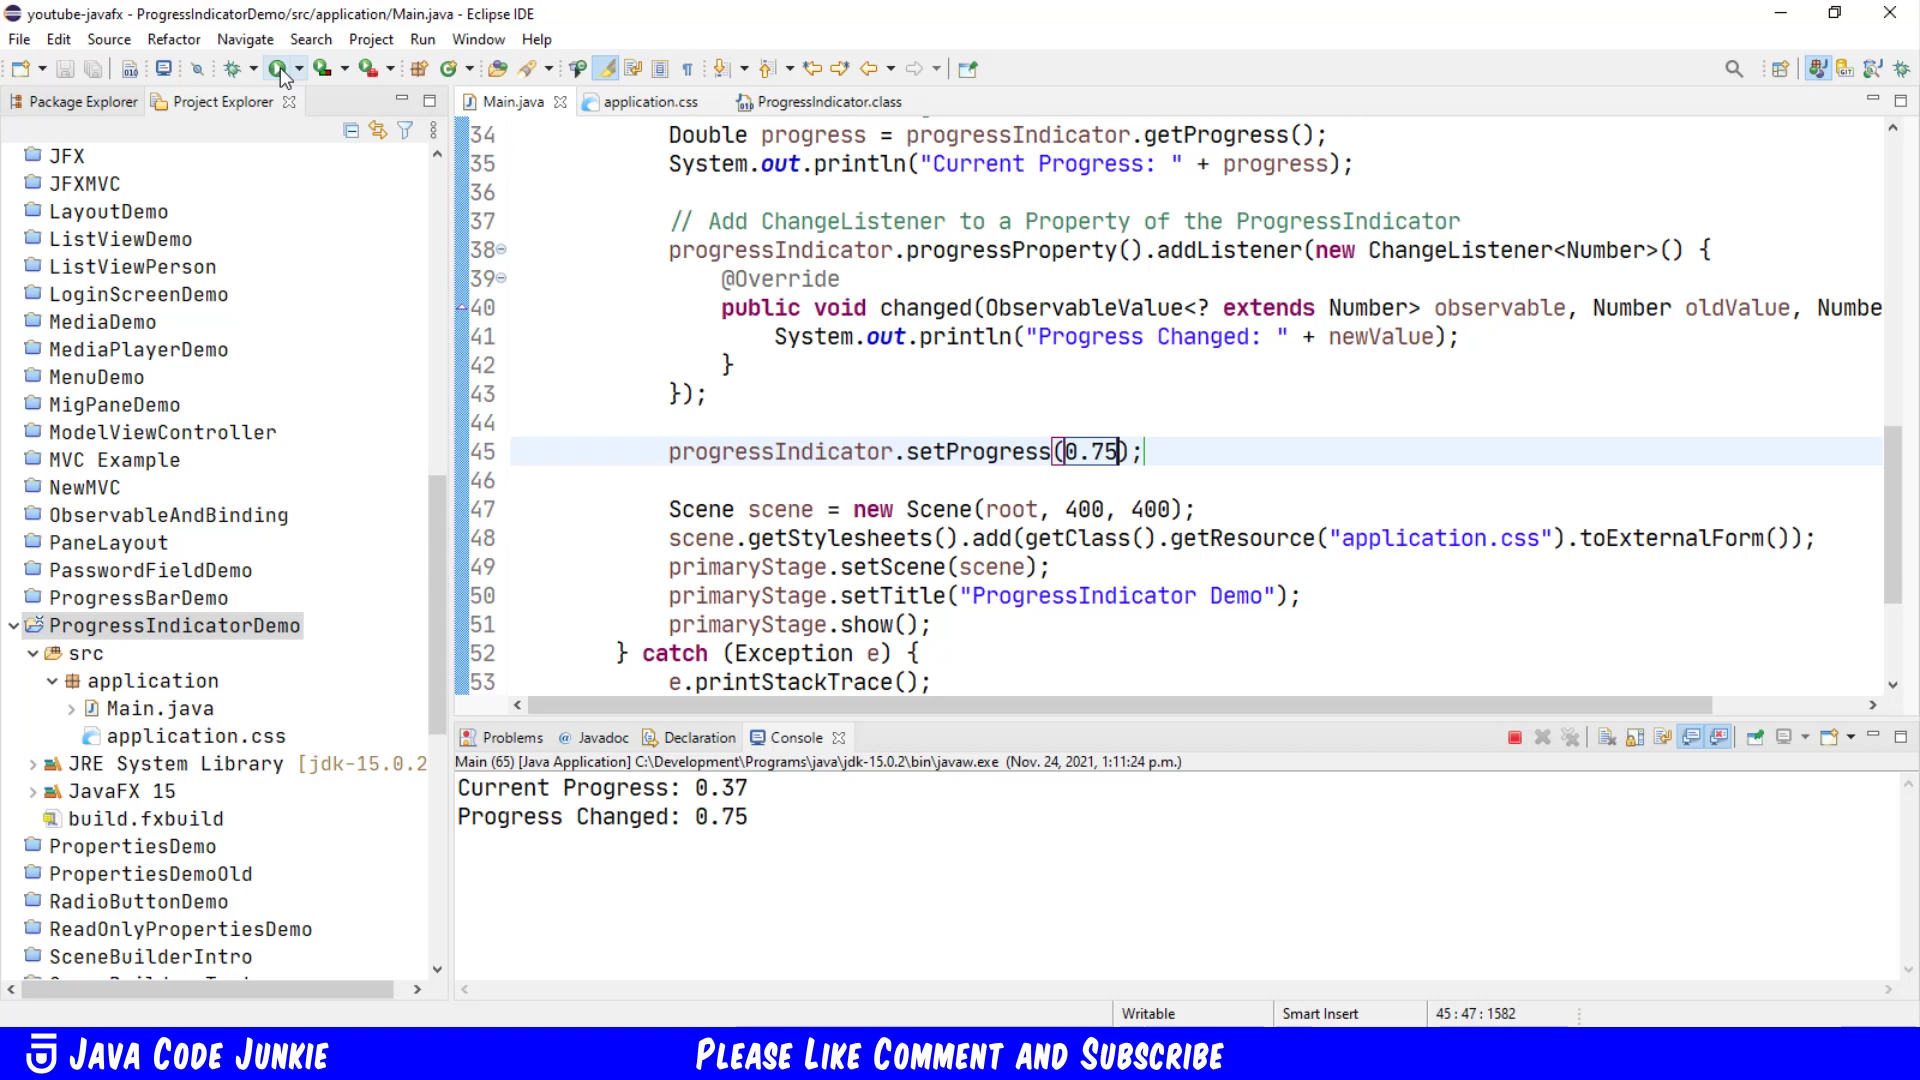 youtube-javafx - ProgressIndicatorDemo/src/application/Main.java - Eclipse IDE
File Edit Source Refactor Navigate Search Project Run Window Help
Package Explorer Project Explorer
Main.java application.css ProgressIndicator.class
JFX
JFXMVC
LayoutDemo
ListViewDemo
ListViewPerson
LoginScreenDemo
MediaDemo
MediaPlayerDemo
MenuDemo
MigPaneDemo
ModelViewController
MVC Example
NewMVC
ObservableAndBinding
PaneLayout
PasswordFieldDemo
ProgressBarDemo
ProgressIndicatorDemo
src
application
Main.java
application.css
JRE System Library [jdk-15.0.2
JavaFX 15
build.fxbuild
PropertiesDemo
PropertiesDemoOld
RadioButtonDemo
ReadOnlyPropertiesDemo
SceneBuilderIntro
34 Double progress = progressIndicator.getProgress();
35 System.out.println("Current Progress: " + progress);
36
37 // Add ChangeListener to a Property of the ProgressIndicator
38 progressIndicator.progressProperty().addListener(new ChangeListener<Number>() {
39 @Override
40 public void changed(ObservableValue<? extends Number> observable, Number oldValue, Numbe
41 System.out.println("Progress Changed: " + newValue);
42 }
43 });
44
45 progressIndicator.setProgress(0.75);
46
47 Scene scene = new Scene(root, 400, 400);
48 scene.getStylesheets().add(getClass().getResource("application.css").toExternalForm());
49 primaryStage.setScene(scene);
50 primaryStage.setTitle("ProgressIndicator Demo");
51 primaryStage.show();
52 } catch (Exception e) {
53 e.printStackTrace();
Problems Javadoc Declaration Console
Main (65) [Java Application] C:\Development\Programs\java\jdk-15.0.2\bin\javaw.exe (Nov. 24, 2021, 1:11:24 p.m.)
Current Progress: 0.37
Progress Changed: 0.75
Writable Smart Insert 45 : 47 : 1582
Java Code Junkie
Please Like Comment and Subscribe